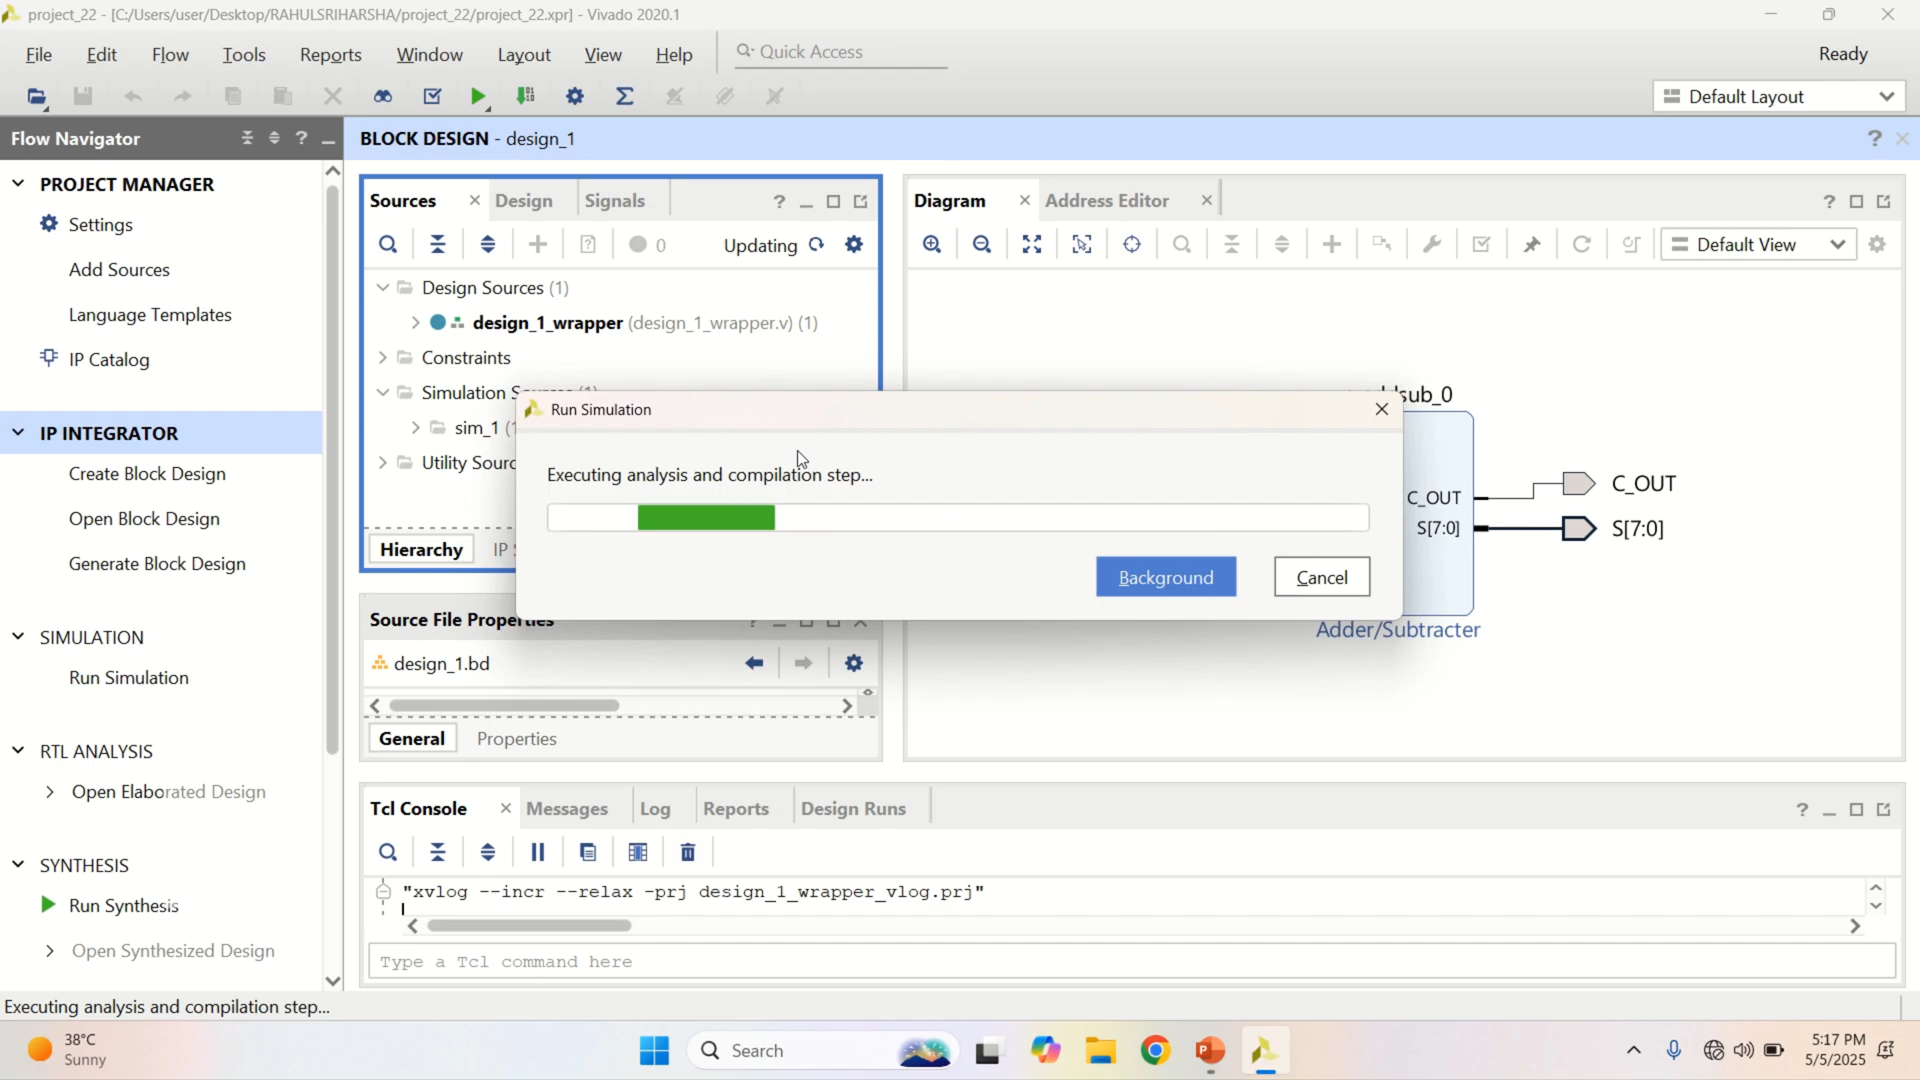 project_22 - [C:/Users/user/Desktop/RAHULSRIHARSHA/project_22/project_22.xpr] - Vivado 2020.1
File Edit Flow Tools Reports Window Layout View Help
Quick Access
Ready
Default Layout
Flow Navigator
PROJECT MANAGER
Settings
Add Sources
Language Templates
IP Catalog
IP INTEGRATOR
Create Block Design
Open Block Design
Generate Block Design
SIMULATION
Run Simulation
RTL ANALYSIS
Open Elaborated Design
SYNTHESIS
Run Synthesis
Open Synthesized Design
BLOCK DESIGN - design_1
Sources Design Signals
0 Updating
Design Sources (1)
design_1_wrapper (design_1_wrapper.v) (1)
Constraints
Simulation
sim_1
Utility
Hierarchy IP
Run Simulation
Executing analysis and compilation step...
Background Cancel
Source File Properties
design_1.bd
General Properties
Diagram Address Editor
Default View
sub_0
C_OUT
S[7:0]
C_OUT
S[7:0]
Adder/Subtracter
Tcl Console Messages Log Reports Design Runs
"xvlog --incr --relax -prj design_1_wrapper_vlog.prj"
Type a Tcl command here
Executing analysis and compilation step...
38°C
Sunny
Search
5:17 PM
5/5/2025